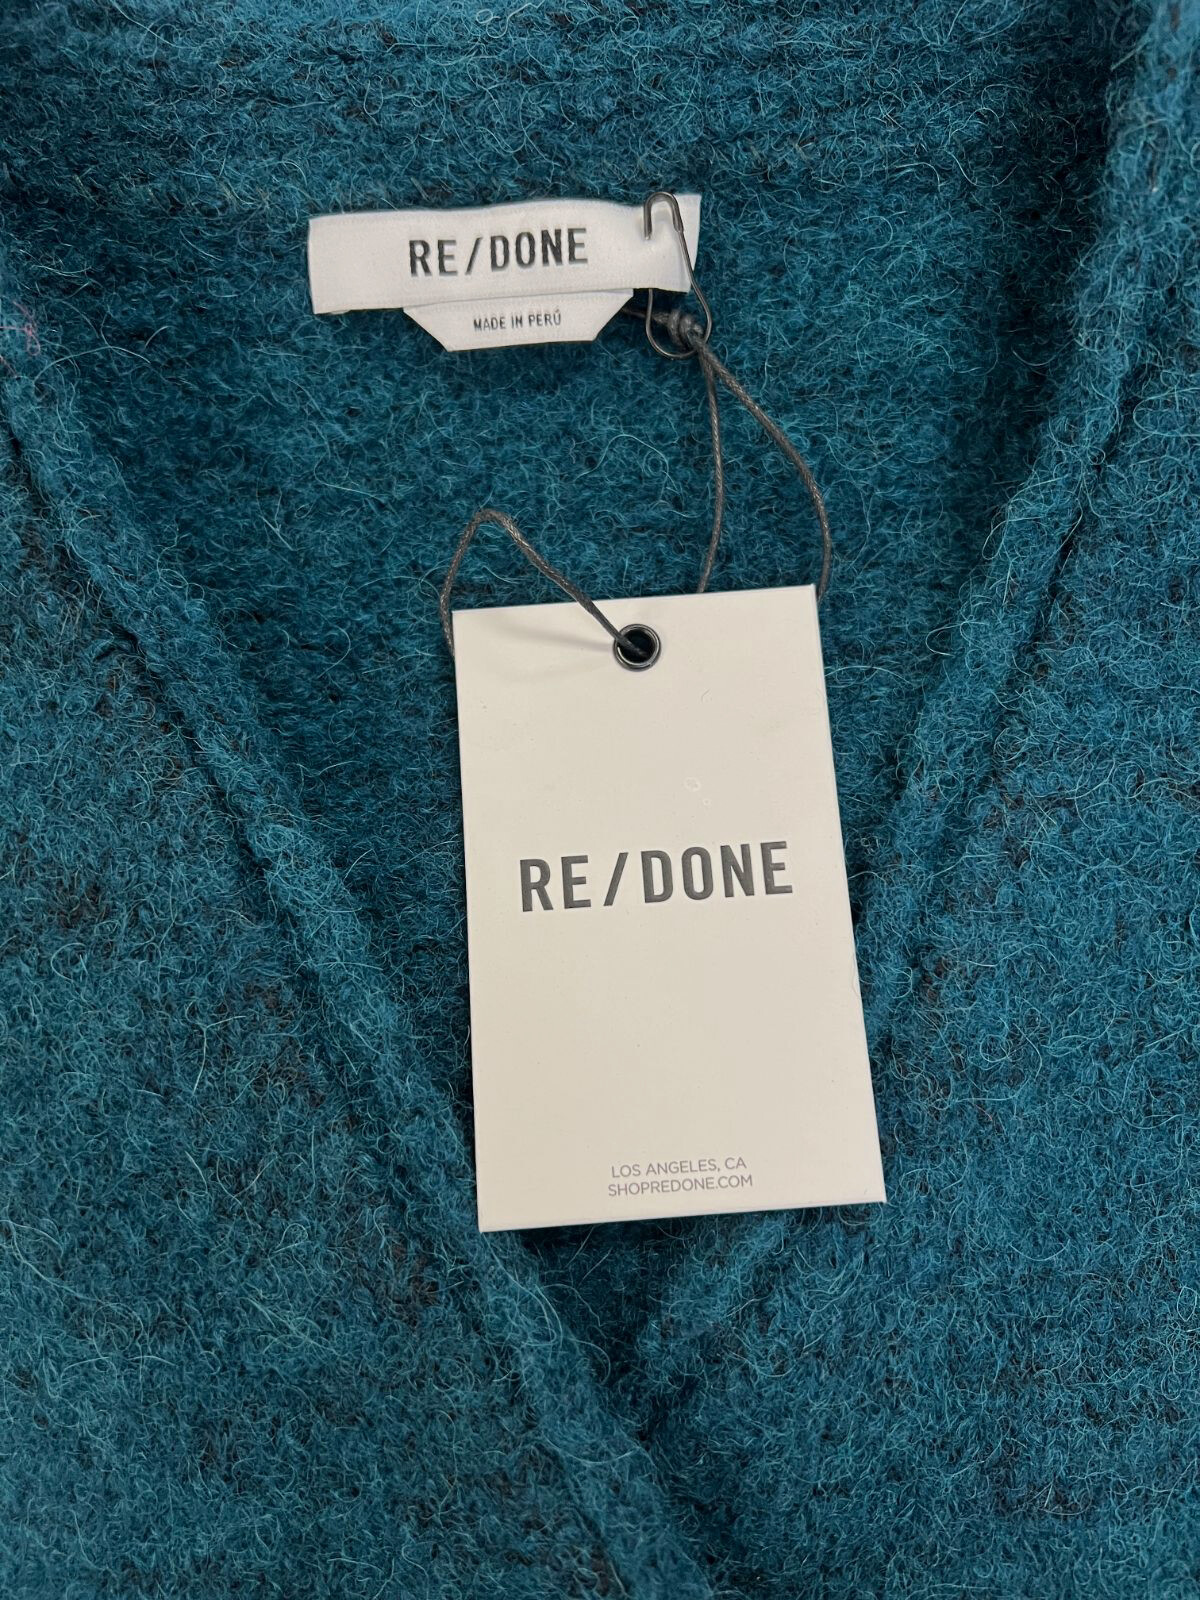 RE/DONE
MADE IN PERÚ
RE/DONE
LOS ANGELES, CA
SHOPREDONE.COM